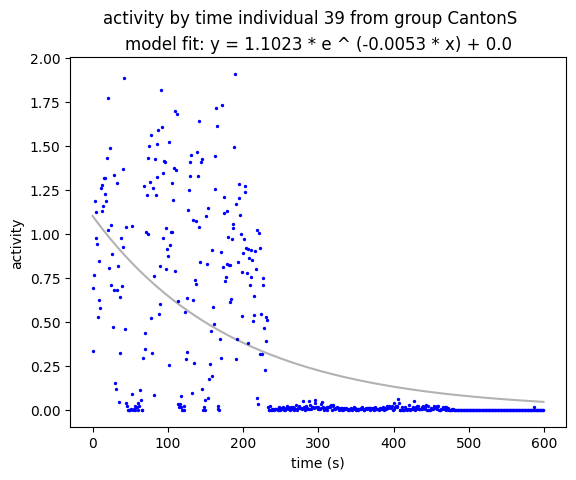 activity by time individual 39 from group CantonS
model fit: y = 1.1023 * e ^ (-0.0053 * x) + 0.0
2.00
1.75
1.50
1.25
1.00
0.75
0.50
0.25
0.00
activity
0 100 200 300 400 500 600
time (s)